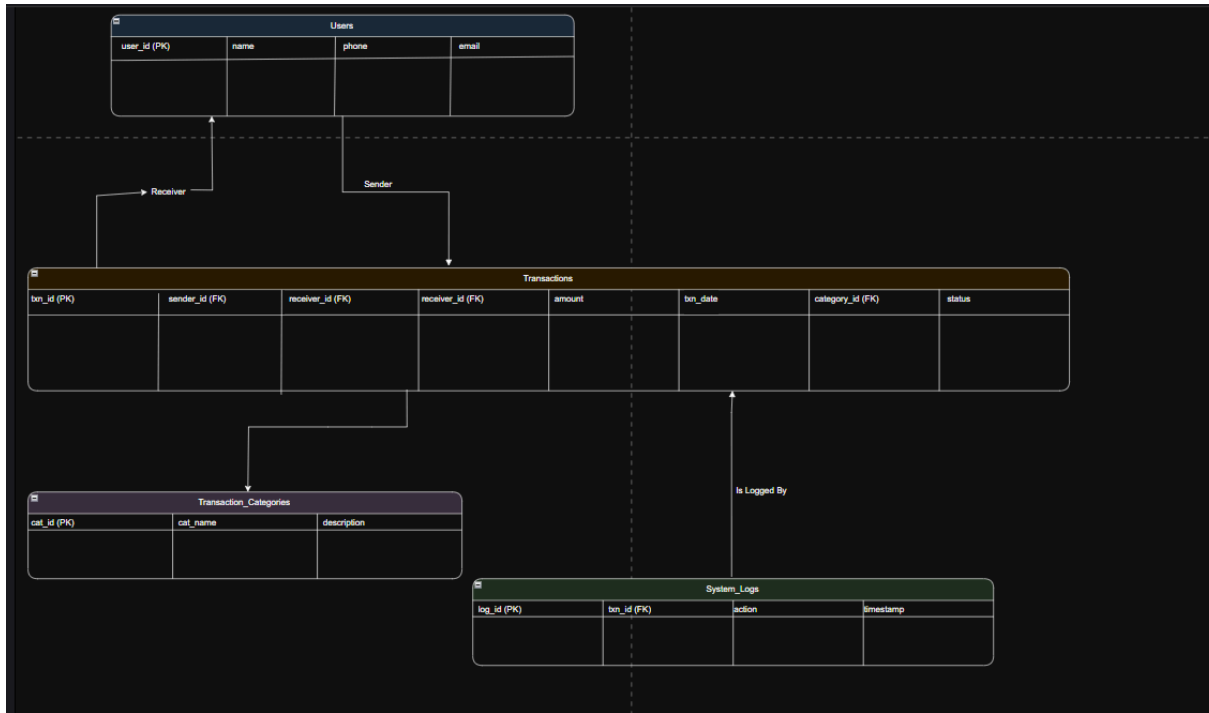 Users
user_id (PK) name phone email
Receiver
Sender
Transactions
txn_id (PK) sender_id (FK) receiver_id (FK) receiver_id (FK) amount txn_date category_id (FK) status
Is Logged By
Transaction_Categories
cat_id (PK) cat_name description
System_Logs
log_id (PK) txn_id (FK) action timestamp